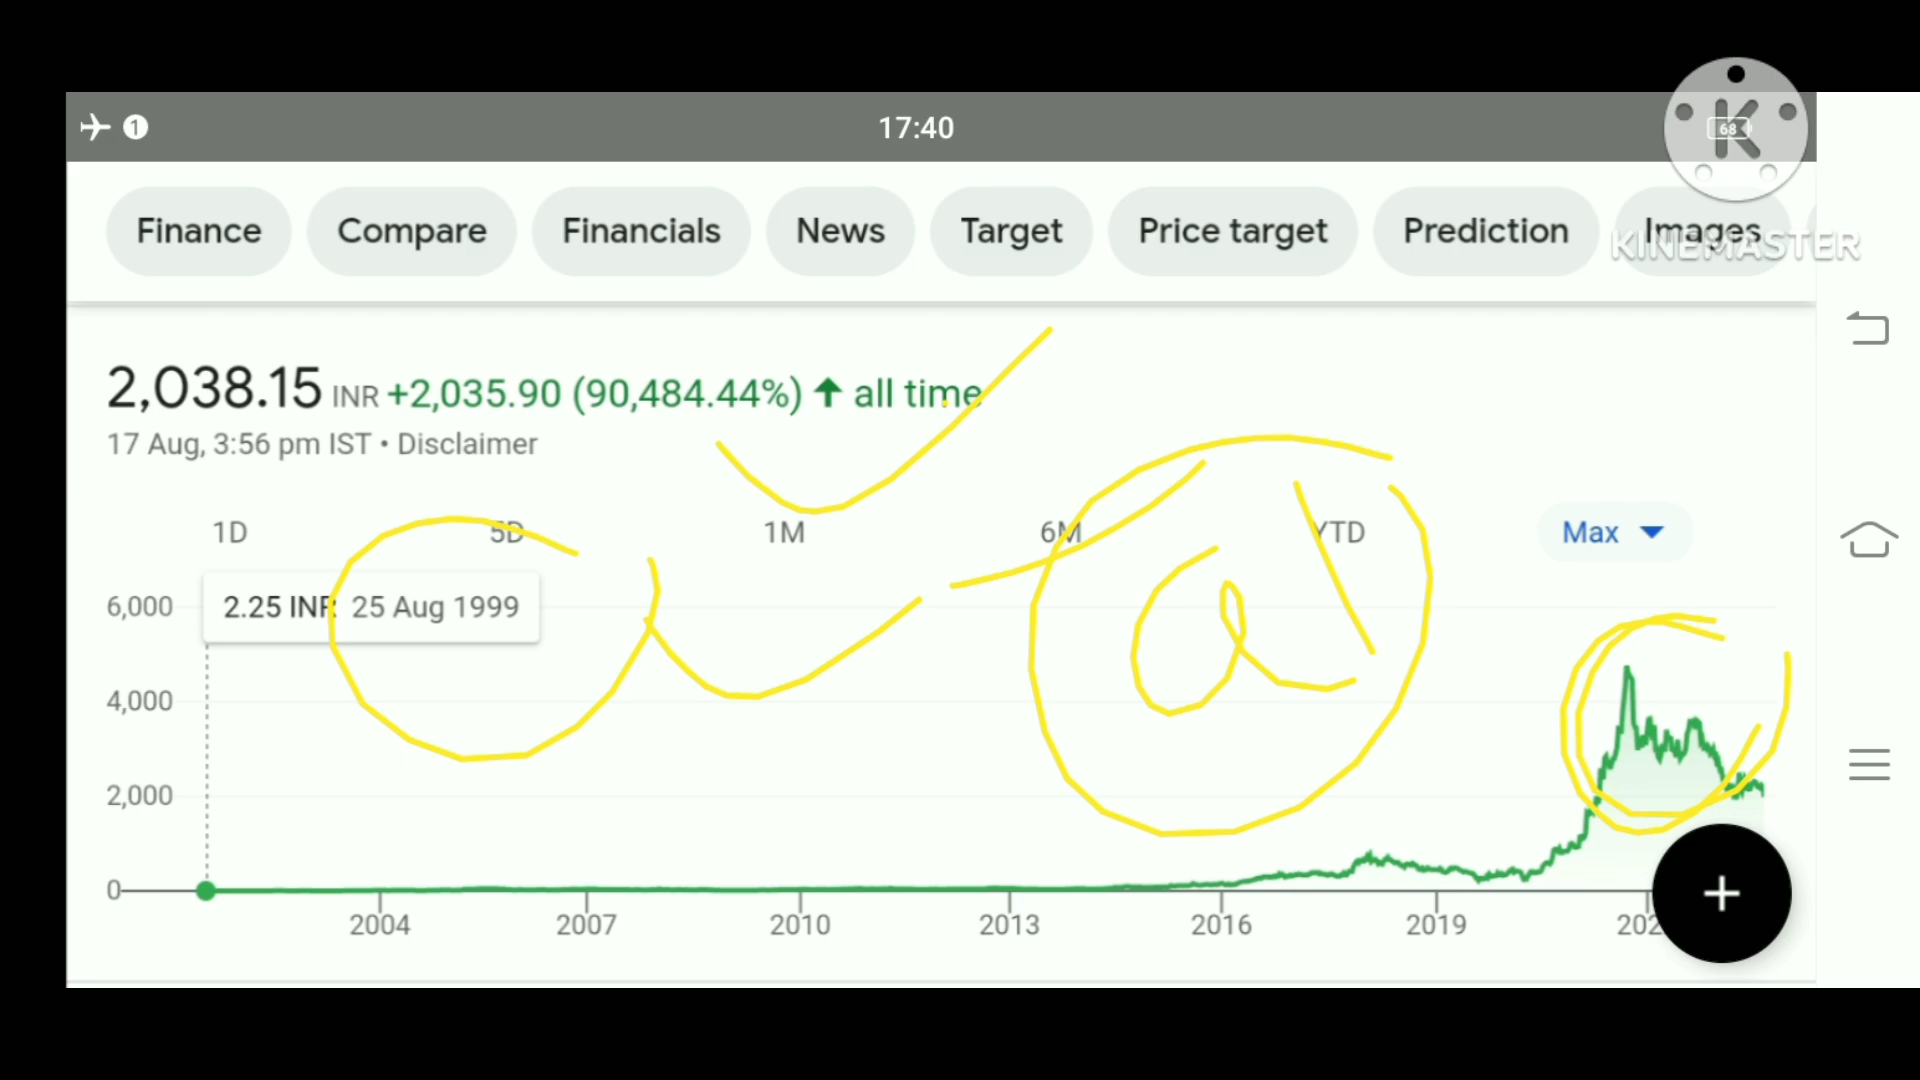 1 17:40 68
K
KINEMASTER
Finance Compare Financials News Target Price target Prediction Images
2,038.15 INR +2,035.90 (90,484.44%) ↑ all time
17 Aug, 3:56 pm IST • Disclaimer
1D 5D 1M 6M YTD Max
2.25 INR 25 Aug 1999
6,000
4,000
2,000
0
2004 2007 2010 2013 2016 2019